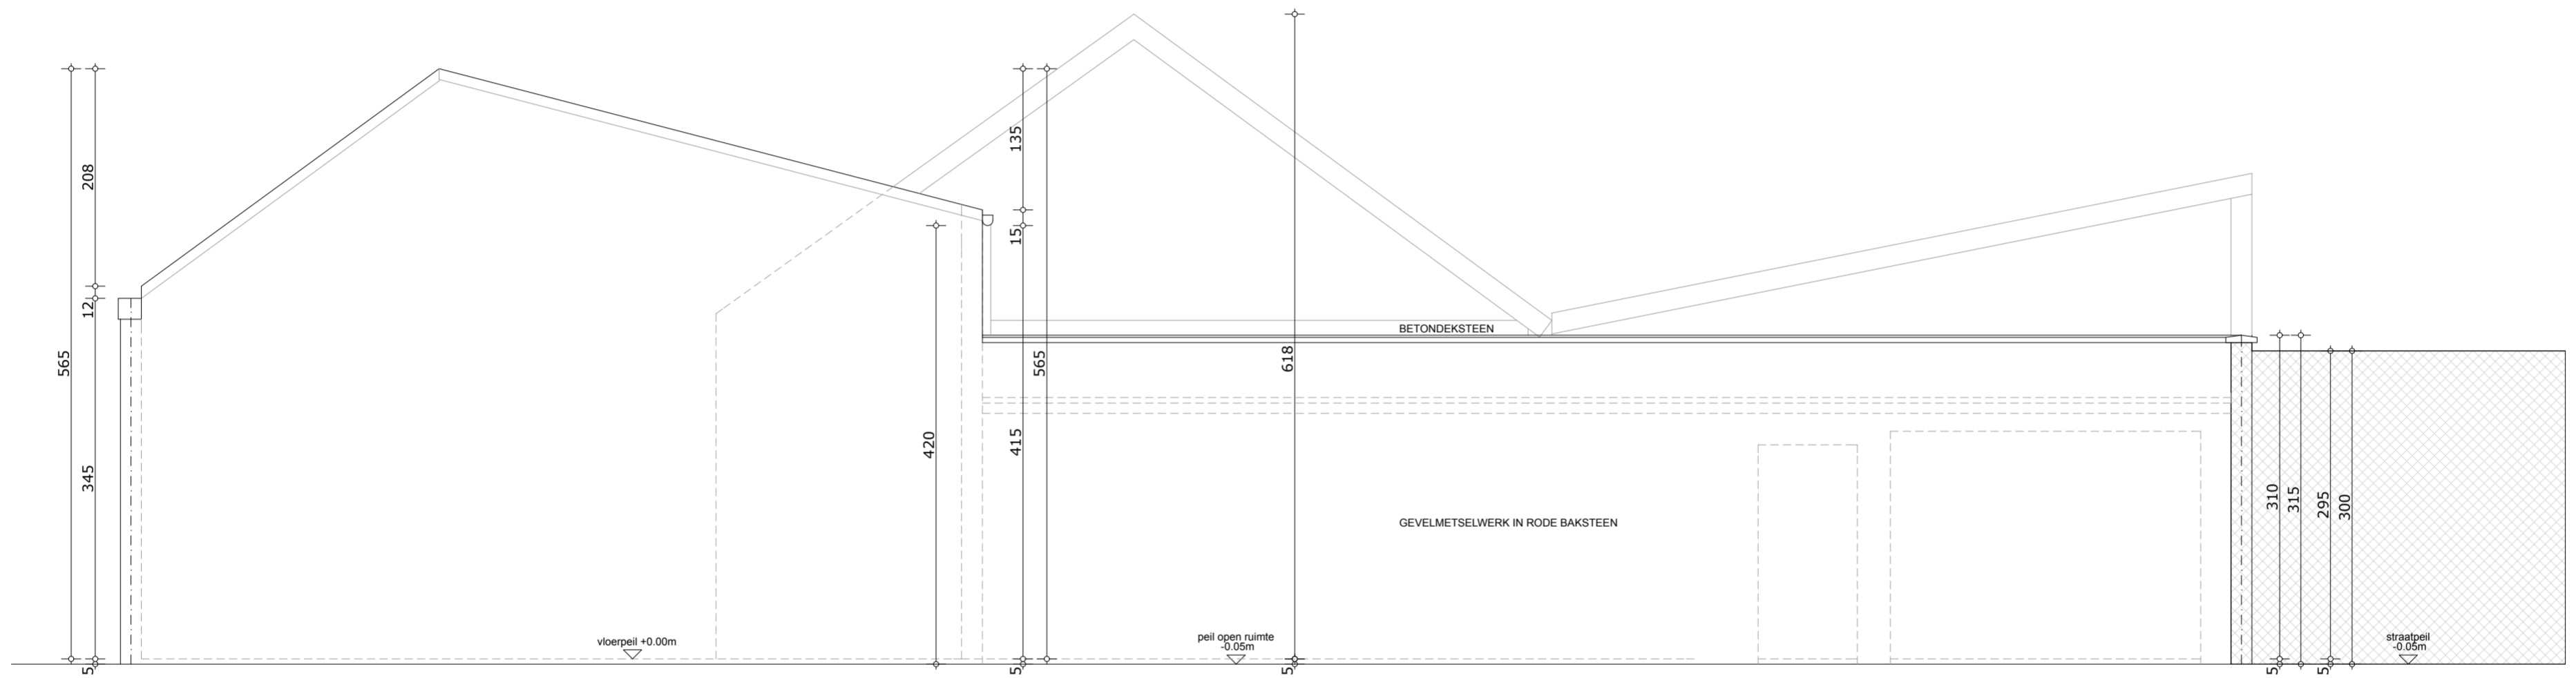 208
12
565
345
5
vloerpeil +0.00m
420
135
15
415
5
565
peil open ruimte
-0.05m
618
5
BETONDEKSTEEN
GEVELMETSELWERK IN RODE BAKSTEEN
310
5
315
295
5
300
straatpeil
-0.05m